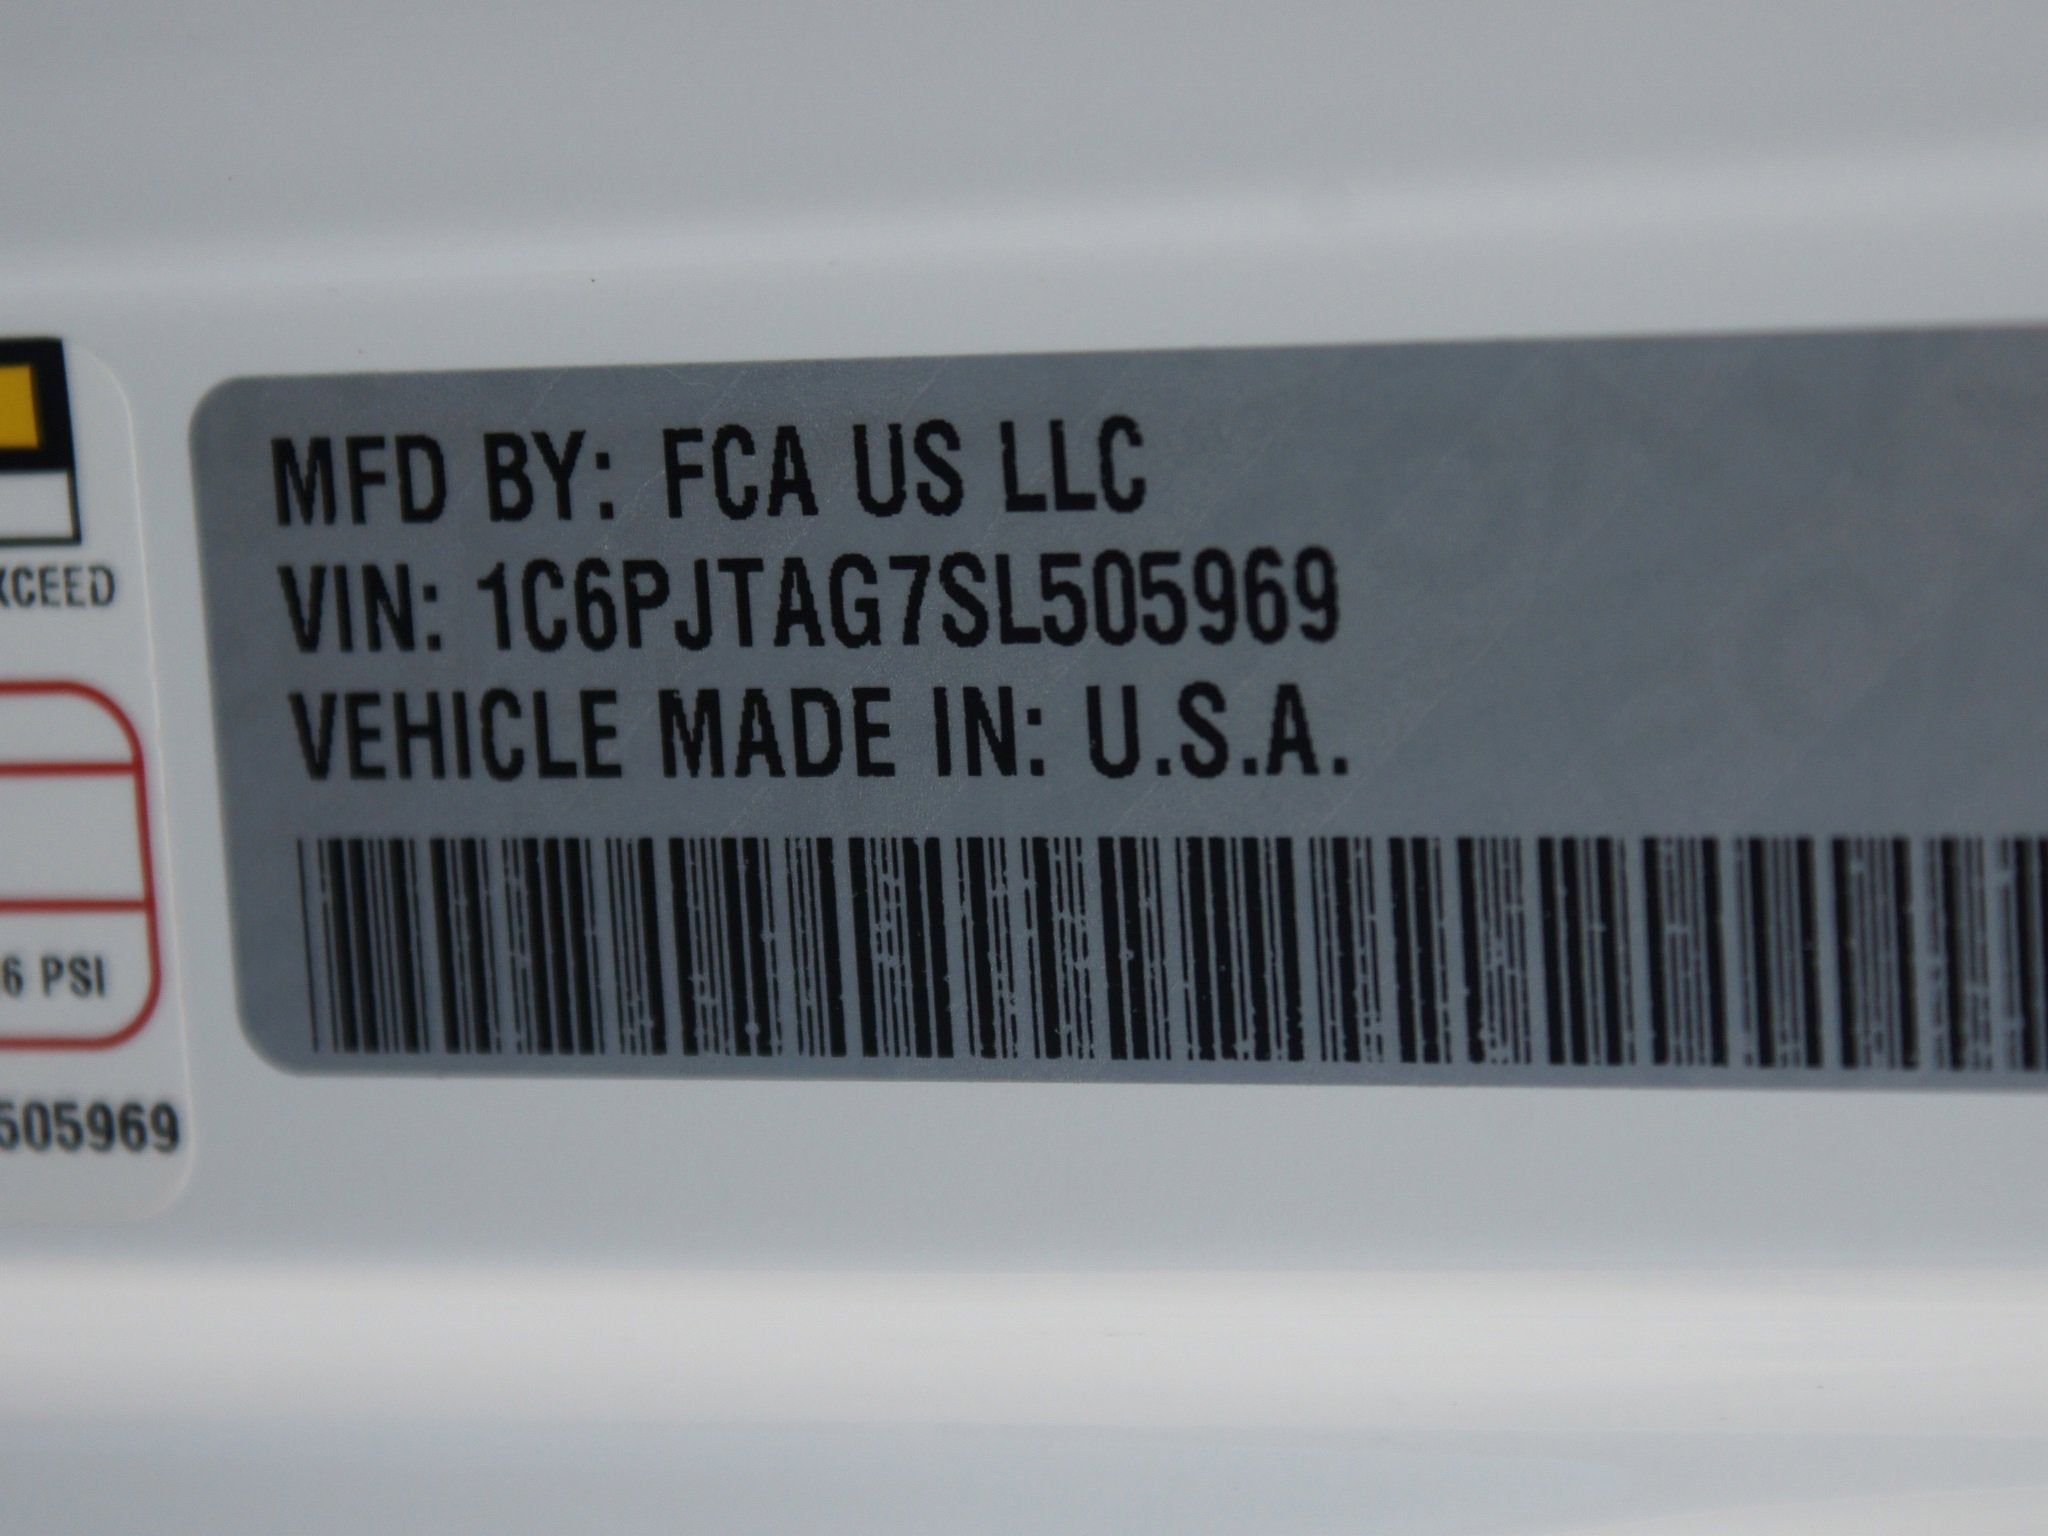 MFD BY: FCA US LLC
VIN: 1C6PJTAG7SL505969
VEHICLE MADE IN: U.S.A.
XCEED
6 PSI
505969